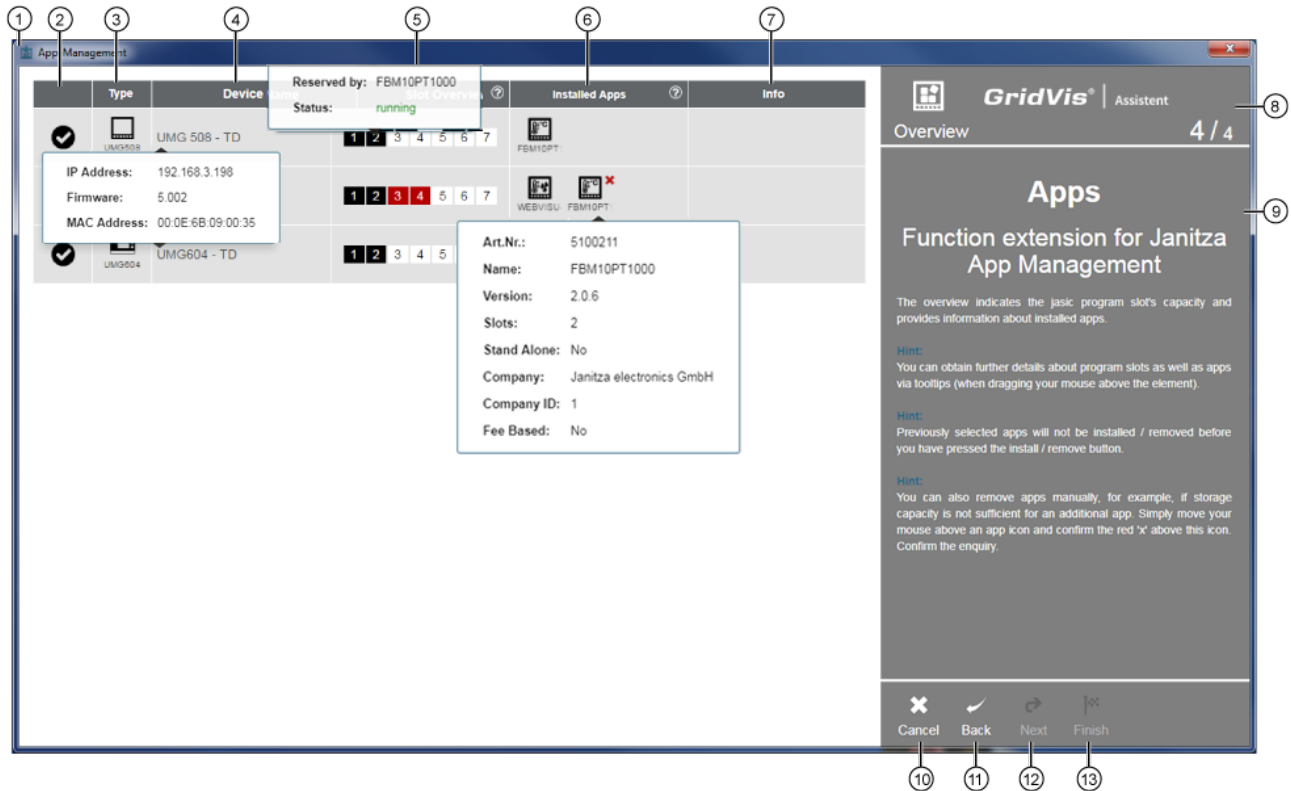 1 2 3 4 5 6 7
App Management
Type Device Name Slot Overview ? Installed Apps ? Info
Reserved by: FBM10PT1000
Status: running
UMG508
UMG 508 - TD
1 2 3 4 5 6 7
FBM10PT
IP Address: 192.168.3.198
Firmware: 5.002
MAC Address: 00:0E:6B:09:00:35
1 2 3 4 5 6 7
WEBVISU- FBM10PT
UMG604
UMG604 - TD
1 2 3 4 5
Art.Nr.: 5100211
Name: FBM10PT1000
Version: 2.0.6
Slots: 2
Stand Alone: No
Company: Janitza electronics GmbH
Company ID: 1
Fee Based: No
GridVis® | Assistent
8
Overview 4 / 4
9
Apps
Function extension for Janitza
App Management
The overview indicates the jasic program slot's capacity and
provides information about installed apps.
Hint:
You can obtain further details about program slots as well as apps
via tooltips (when dragging your mouse above the element).
Hint:
Previously selected apps will not be installed / removed before
you have pressed the install / remove button.
Hint:
You can also remove apps manually, for example, if storage
capacity is not sufficient for an additional app. Simply move your
mouse above an app icon and confirm the red 'x' above this icon.
Confirm the enquiry.
Cancel Back Next Finish
10 11 12 13